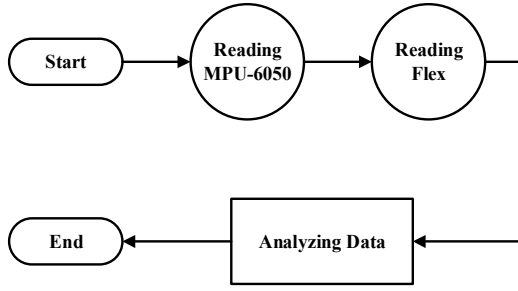 Start
Reading
MPU-6050
Reading
Flex
End
Analyzing Data